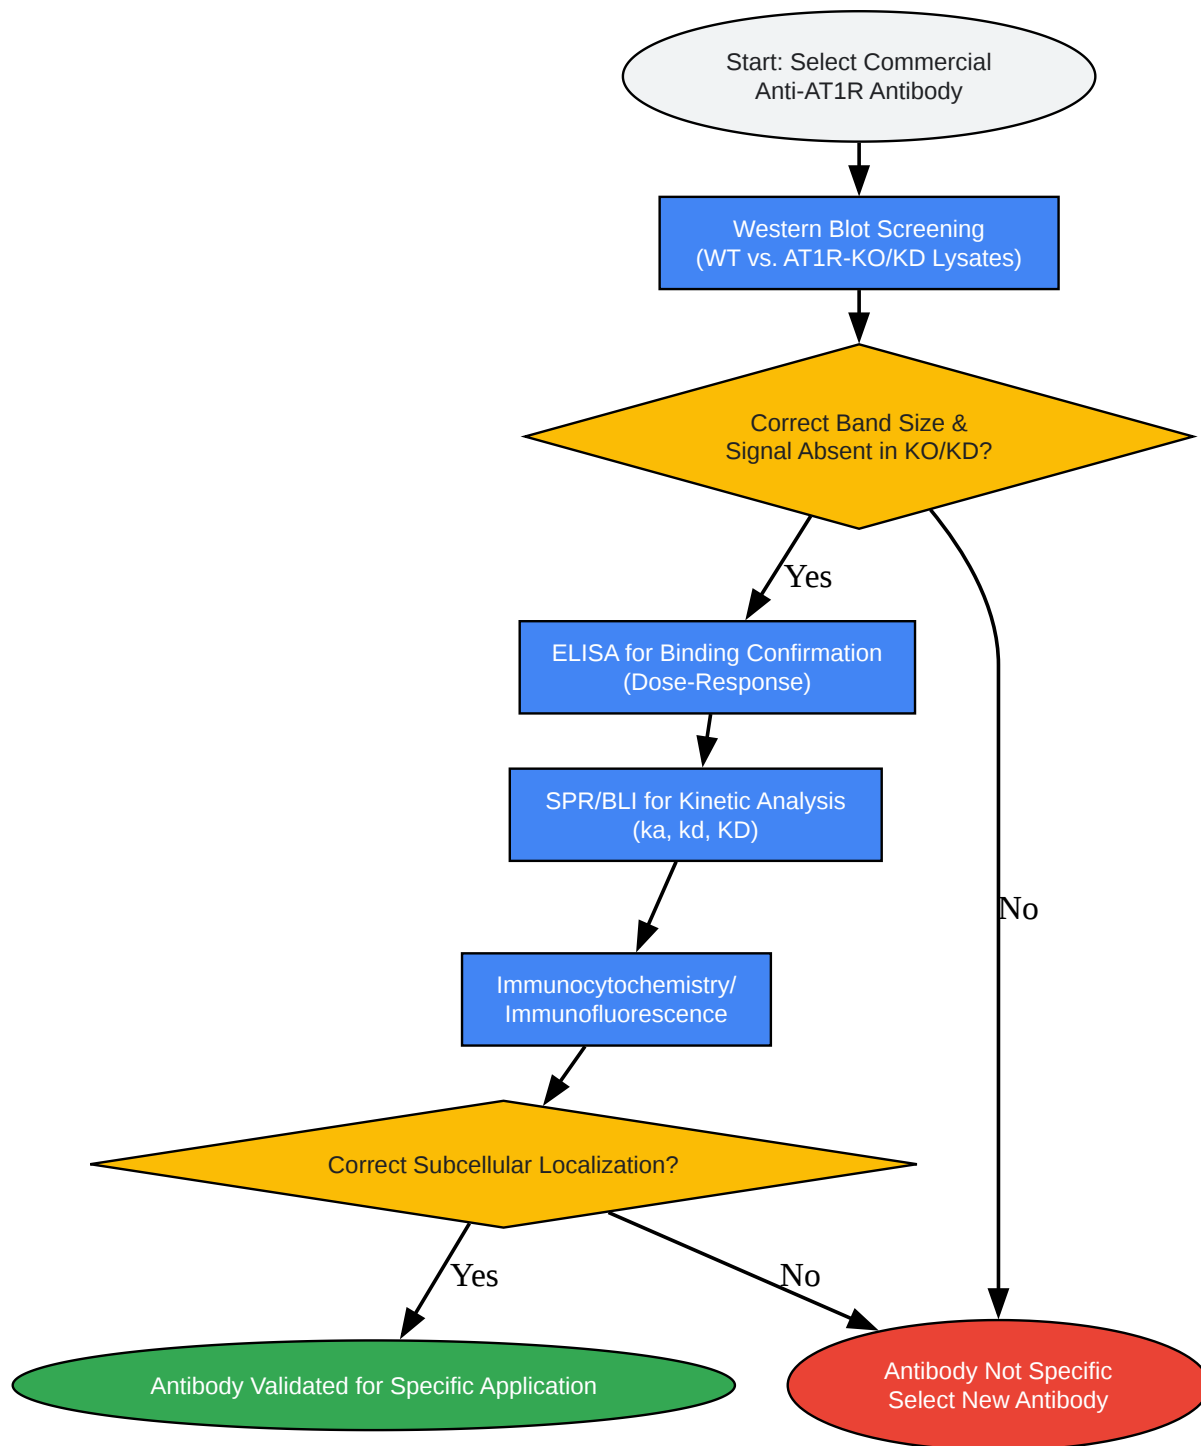 Start: Select Commercial
Anti-AT1R Antibody
Western Blot Screening
(WT vs. AT1R-KO/KD Lysates)
Correct Band Size &
Signal Absent in KO/KD?
Yes
ELISA for Binding Confirmation
(Dose-Response)
SPR/BLI for Kinetic Analysis
(ka, kd, KD)
No
Immunocytochemistry/
Immunofluorescence
Correct Subcellular Localization?
Yes
No
Antibody Validated for Specific Application
Antibody Not Specific
Select New Antibody